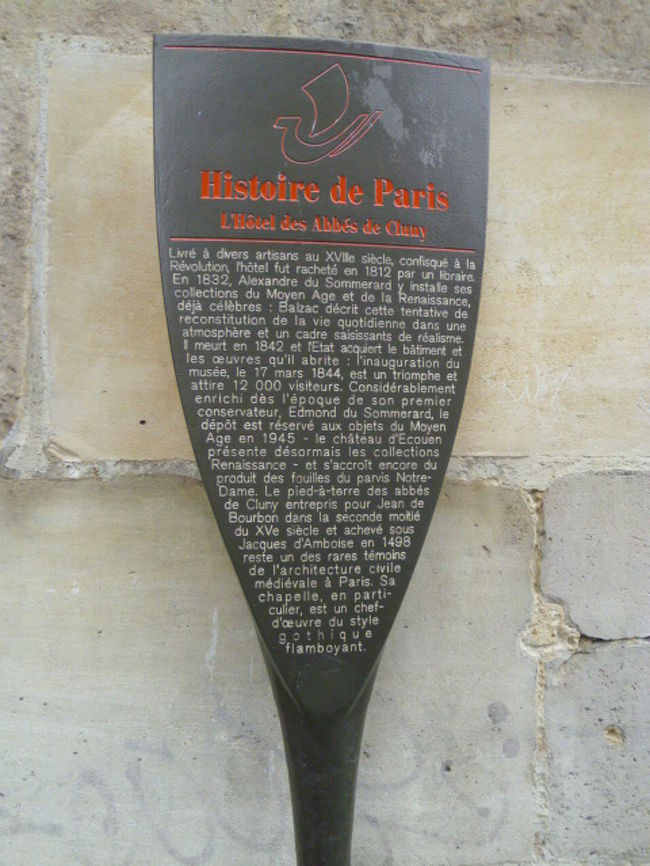 Histoire de Paris
L'Hôtel des Abbés de Cluny
Livré à divers artisans au XVIIIe siècle, confisqué à la
Révolution, l'hôtel fut racheté en 1812 par un libraire.
En 1832, Alexandre du Sommerard y installe ses
collections du Moyen Age et de la Renaissance,
déjà célèbres : Balzac décrit cette tentative de
reconstitution de la vie quotidienne dans une
atmosphère et un cadre saisissants de réalisme.
Il meurt en 1842 et l'Etat acquiert le bâtiment et
les œuvres qu'il abrite : l'inauguration du
musée, le 17 mars 1844, est un triomphe et
attire 12 000 visiteurs. Considérablement
enrichi dès l'époque de son premier
conservateur, Edmond du Sommerard, le
dépôt est réservé aux objets du Moyen
Age en 1945 - le château d'Ecouen
présente désormais les collections
Renaissance - et s'accroît encore du
produit des fouilles du parvis Notre-
Dame. Le pied-à-terre des abbés
de Cluny entrepris pour Jean de
Bourbon dans la seconde moitié
du XVe siècle et achevé sous
Jacques d'Amboise en 1498
reste un des rares témoins
de l'architecture civile
médiévale à Paris. Sa
chapelle, en parti-
culier, est un chef-
d'œuvre du style
gothique
flamboyant.